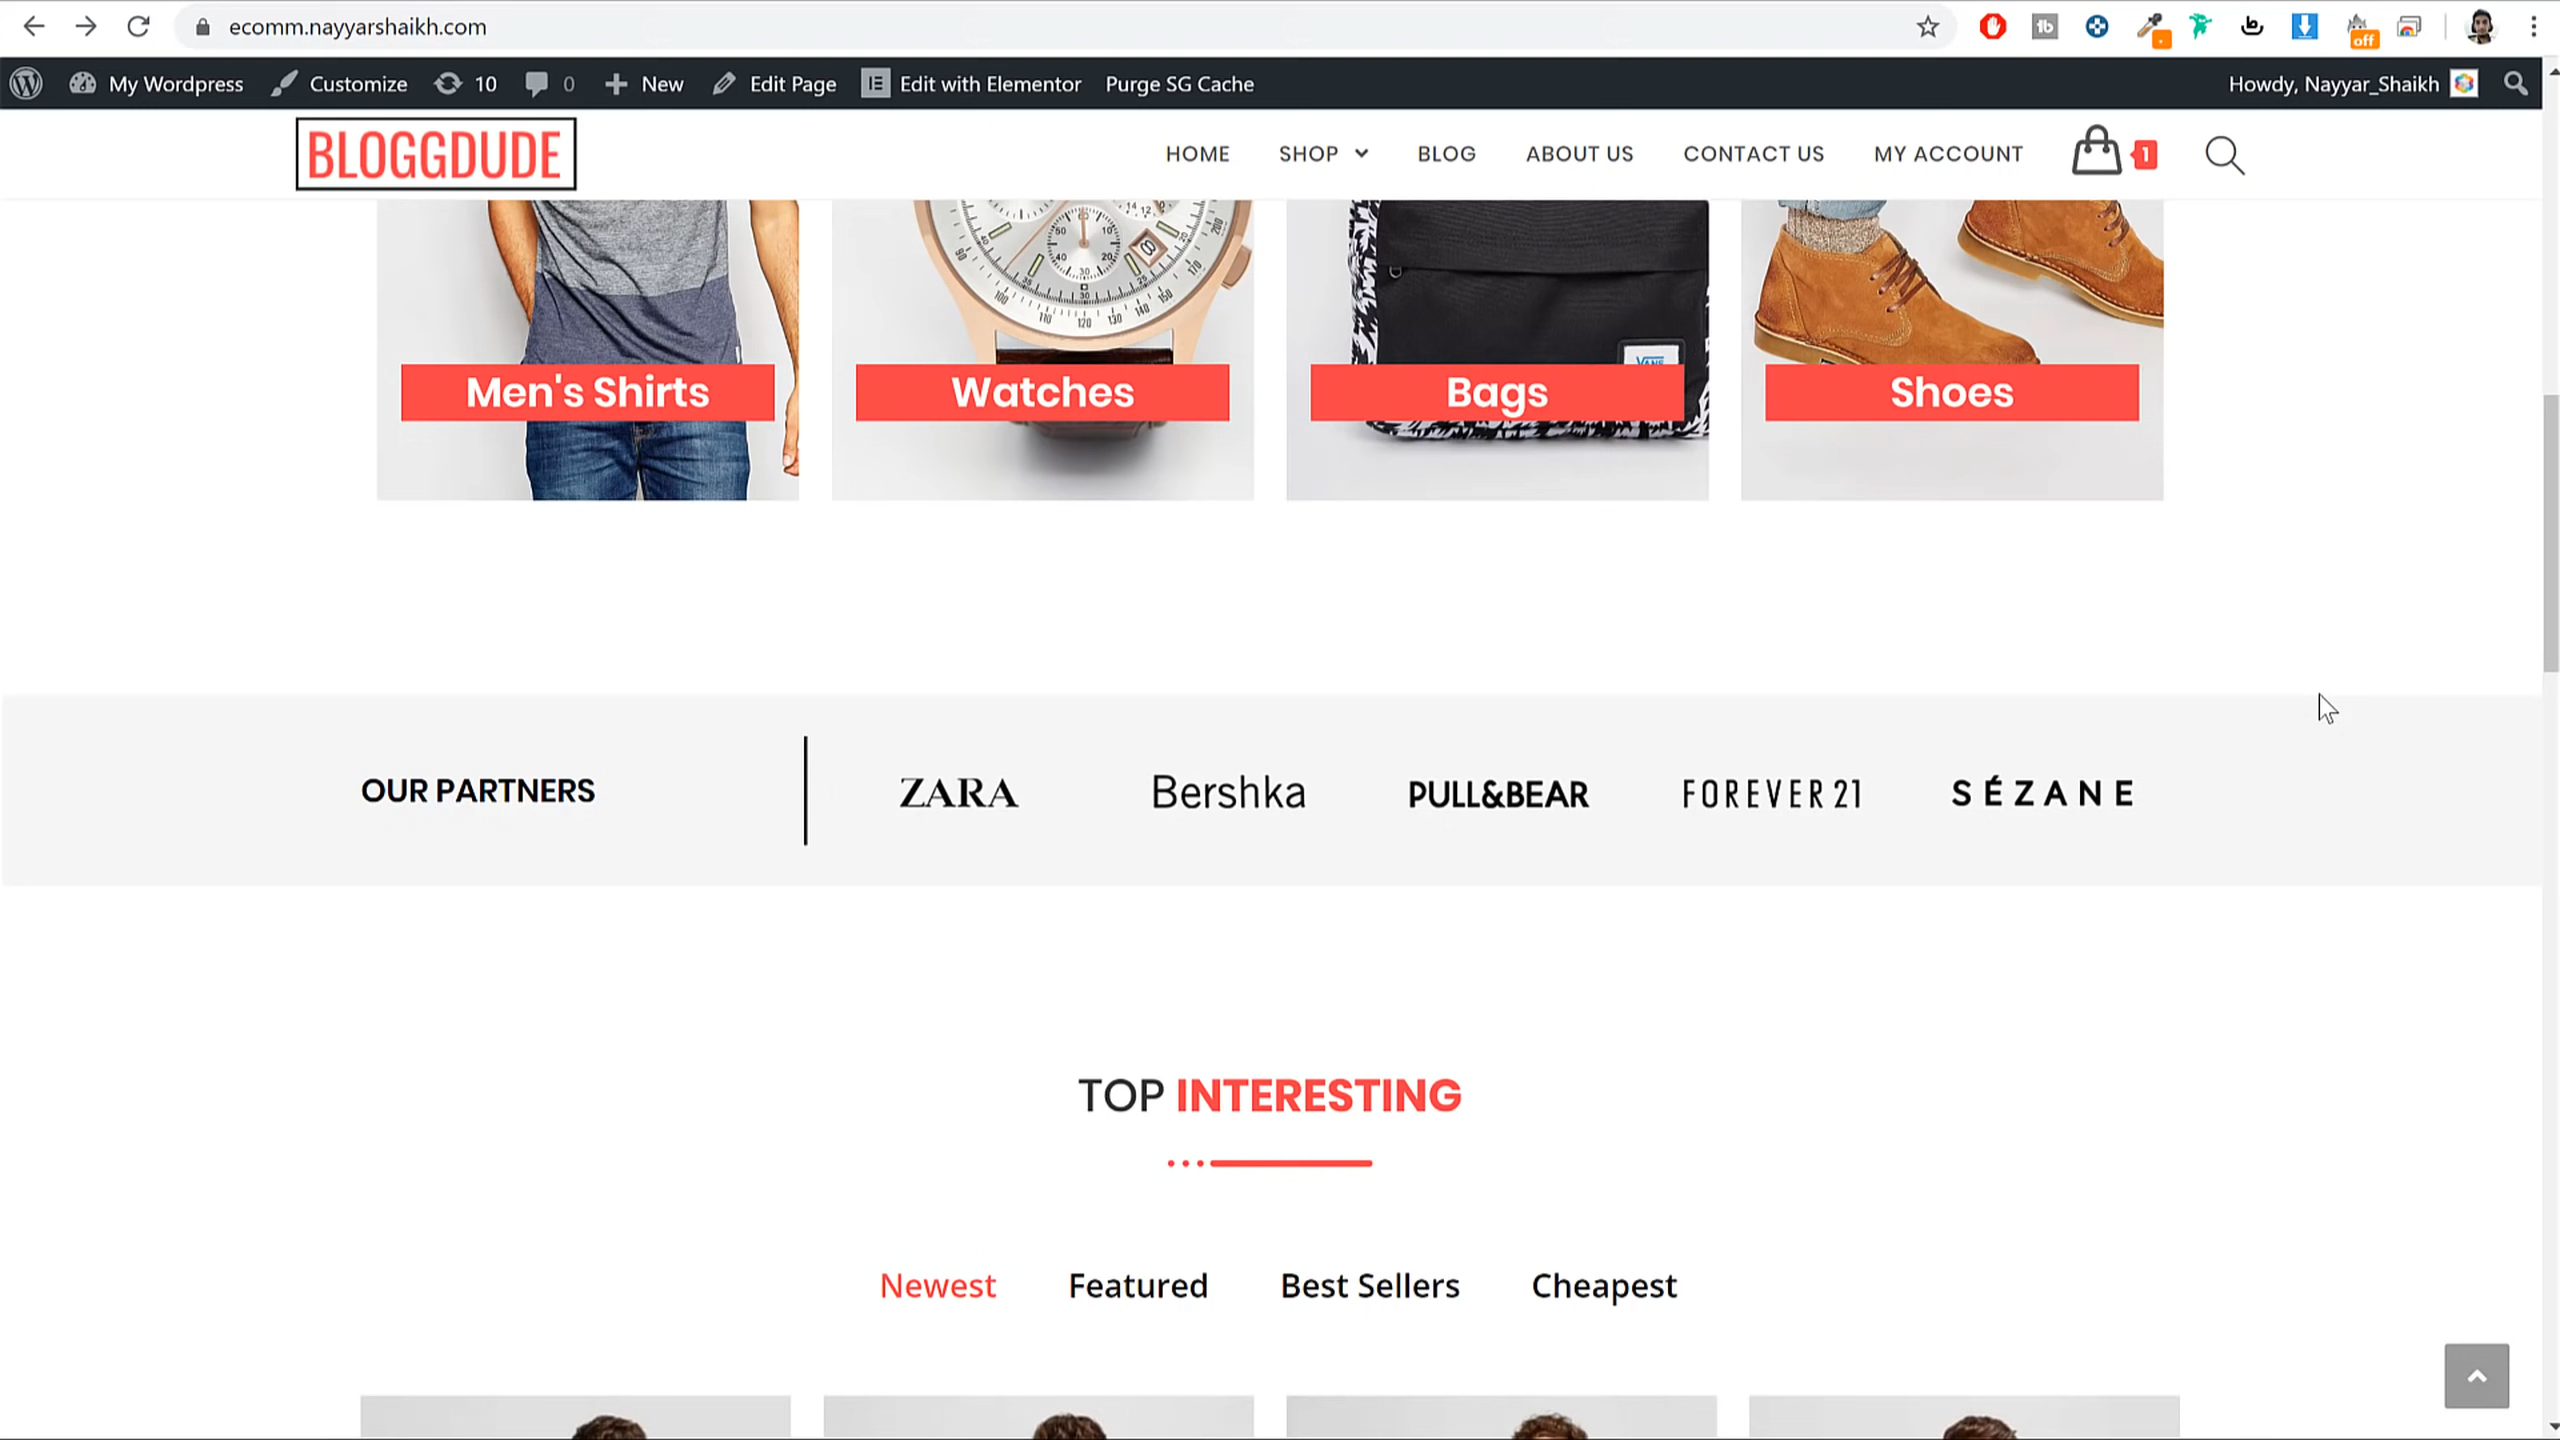 ecomm.nayyarshaikh.com
My Wordpress Customize 10 0 New Edit Page Edit with Elementor Purge SG Cache Howdy, Nayyar_Shaikh
off
BLOGGDUDE
HOME SHOP BLOG ABOUT US CONTACT US MY ACCOUNT 1
Men's Shirts
Watches
Bags
Shoes
OUR PARTNERS
ZARA Bershka PULL&BEAR FOREVER 21 SÉZANE
TOP INTERESTING
Newest Featured Best Sellers Cheapest